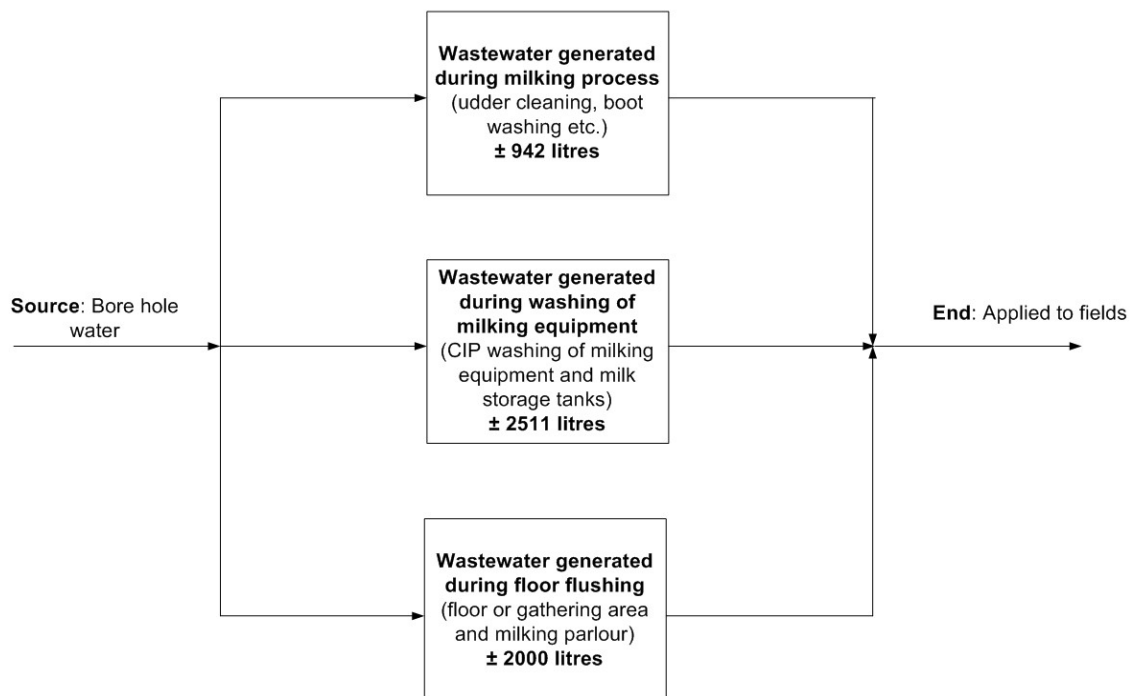 Wastewater generated
during milking process
(udder cleaning, boot
washing etc.)
± 942 litres
Source: Bore hole
water
Wastewater generated
during washing of
milking equipment
(CIP washing of milking
equipment and milk
storage tanks)
± 2511 litres
End: Applied to fields
Wastewater generated
during floor flushing
(floor or gathering area
and milking parlour)
± 2000 litres